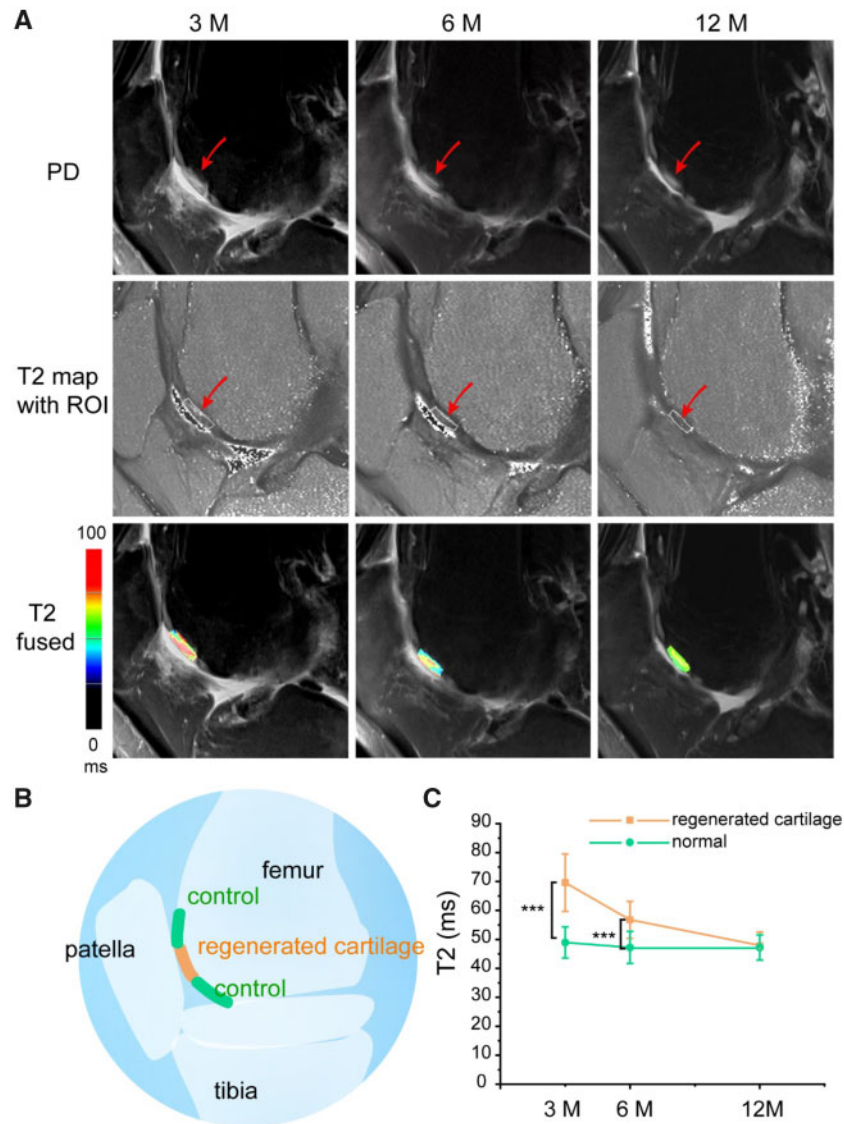 A
3 M 6 M 12 M
PD
T2 map
with ROI
100
T2
fused
0
ms
B
femur
control
patella
regenerated cartilage
control
tibia
C
90
80
70
60
50
40
30
20
10
0
T2 (ms)
regenerated cartilage
normal
***
***
3 M 6 M 12M